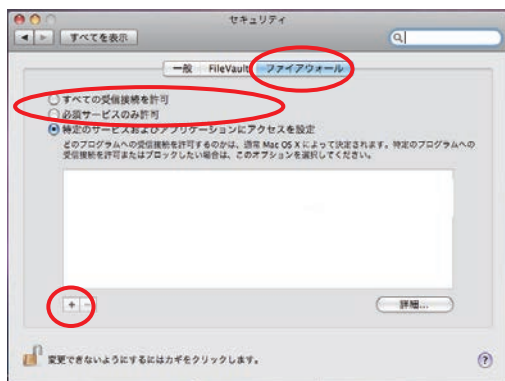 セキュリティ
すべてを表示
一般 FileVault ファイアウォール
すべての受信接続を許可
必須サービスのみ許可
特定のサービスおよびアプリケーションにアクセスを設定
どのプログラムへの受信接続を許可するのかは、通常 Mac OS X によって決定されます。特定のプログラムへの
受信接続を許可またはブロックしたい場合は、このオプションを選択してください。
+ -
詳細...
変更できないようにするにはカギをクリックします。
?